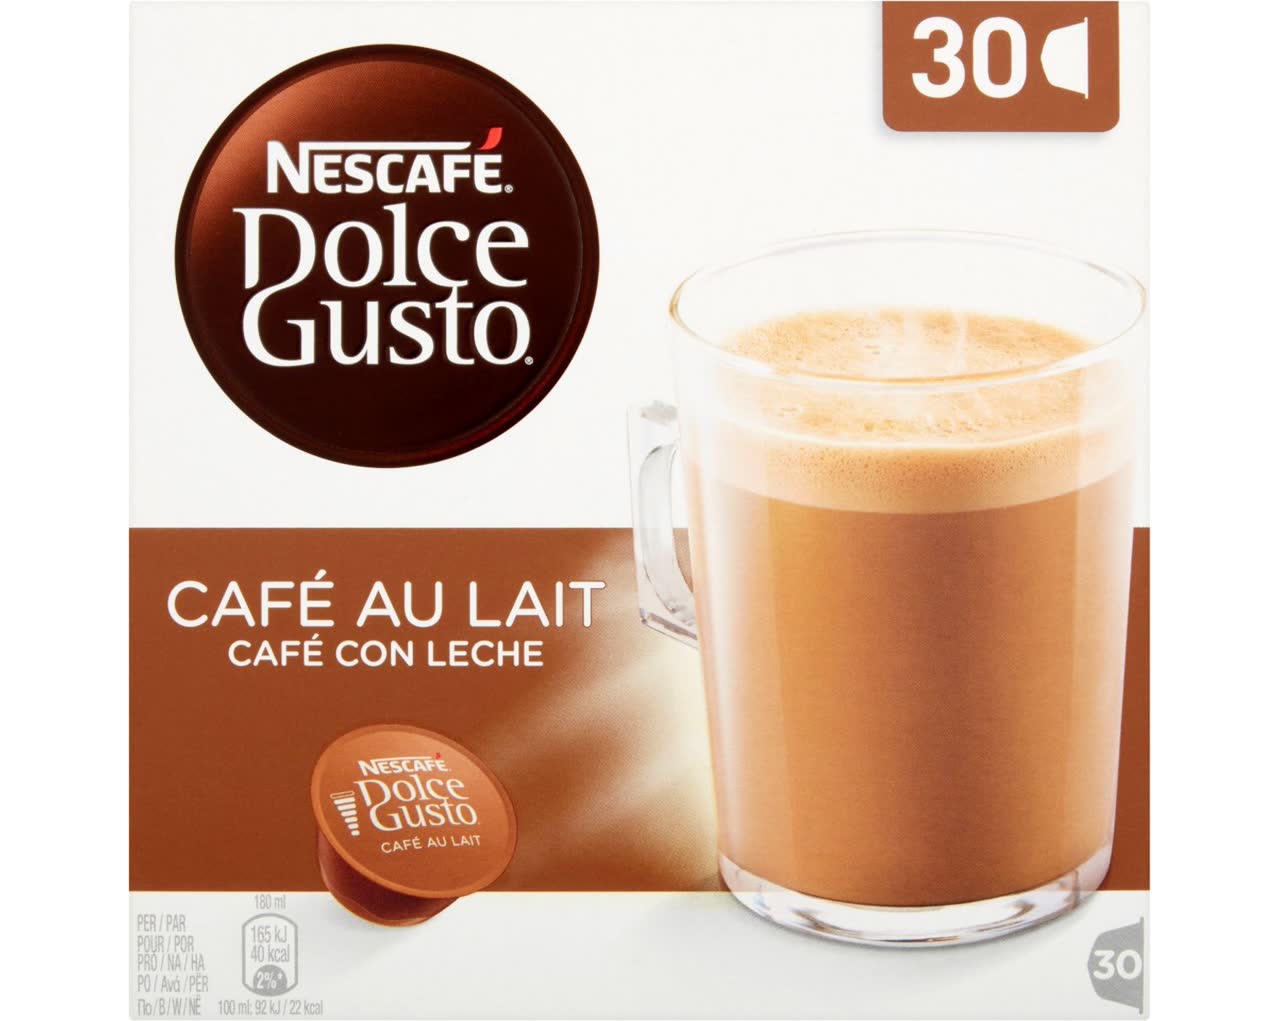 30
NESCAFÉ®
DOLCE
GUSTO®
CAFÉ AU LAIT
CAFÉ CON LECHE
NESCAFÉ
DOLCE
GUSTO
CAFÉ AU LAIT
180 ml
PER / PAR
POUR / POR
PRO / NA / HA
PO / Ανά / PËR
По / B / W / NË
165 kJ
40 kcal
2%*
100 ml: 92 kJ / 22 kcal
30